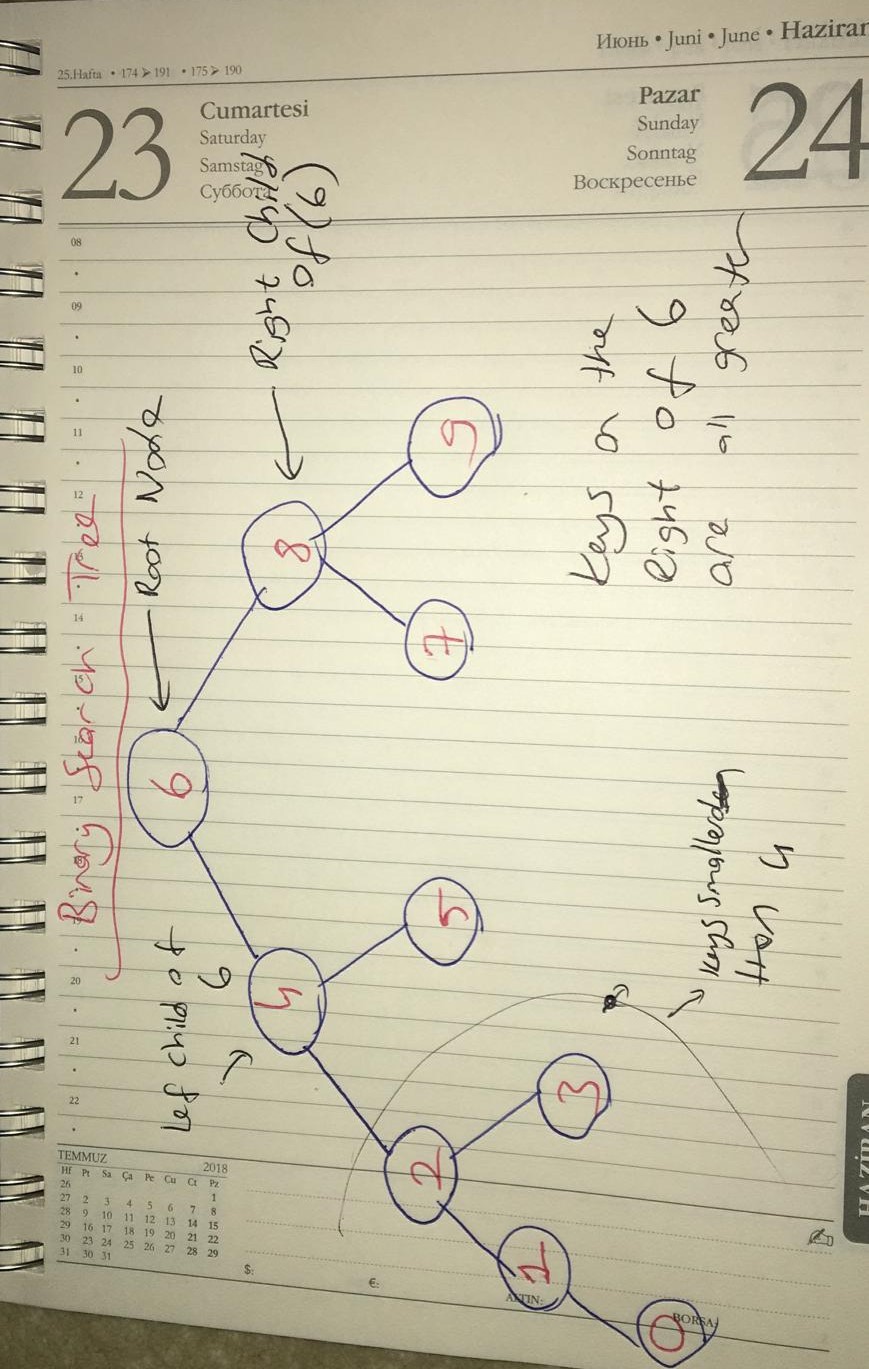 Июнь • Juni • June • Haziran
25.Hafta • 174 ➤ 191 • 175 ➤ 190
23
Cumartesi
Saturday
Samstag
Суббота
Pazar
Sunday
Sonntag
Воскресенье
24
Binary Search Tree
Root Node
Right Child
of (6)
Lef child of
6
6
8
4
9
7
5
2
3
1
0
Keys on the
Right of 6
are all greater
Keys smaller
than 4
08
09
10
11
12
14
15
16
17
20
21
22
TEMMUZ 2018
Hf Pt Sa Ça Pe Cu Ct Pz
26 1
27 2 3 4 5 6 7 8
28 9 10 11 12 13 14 15
29 16 17 18 19 20 21 22
30 23 24 25 26 27 28 29
31 30 31
$:
€:
ALTIN:
BORSA:
HAZİRAN